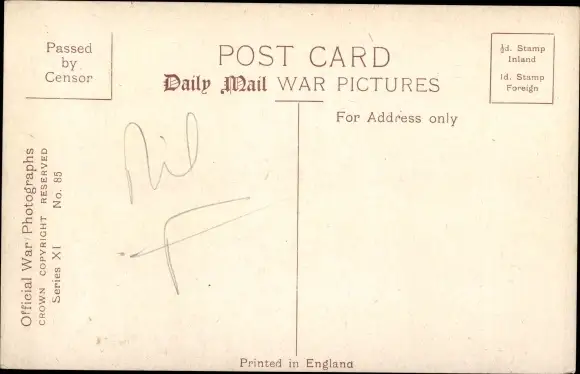 Passed
by
Censor
POST CARD
Daily Mail WAR PICTURES
½d. Stamp
Inland
1d. Stamp
Foreign
For Address only
Official War Photographs
CROWN COPYRIGHT RESERVED
Series XI No. 85
Printed in England